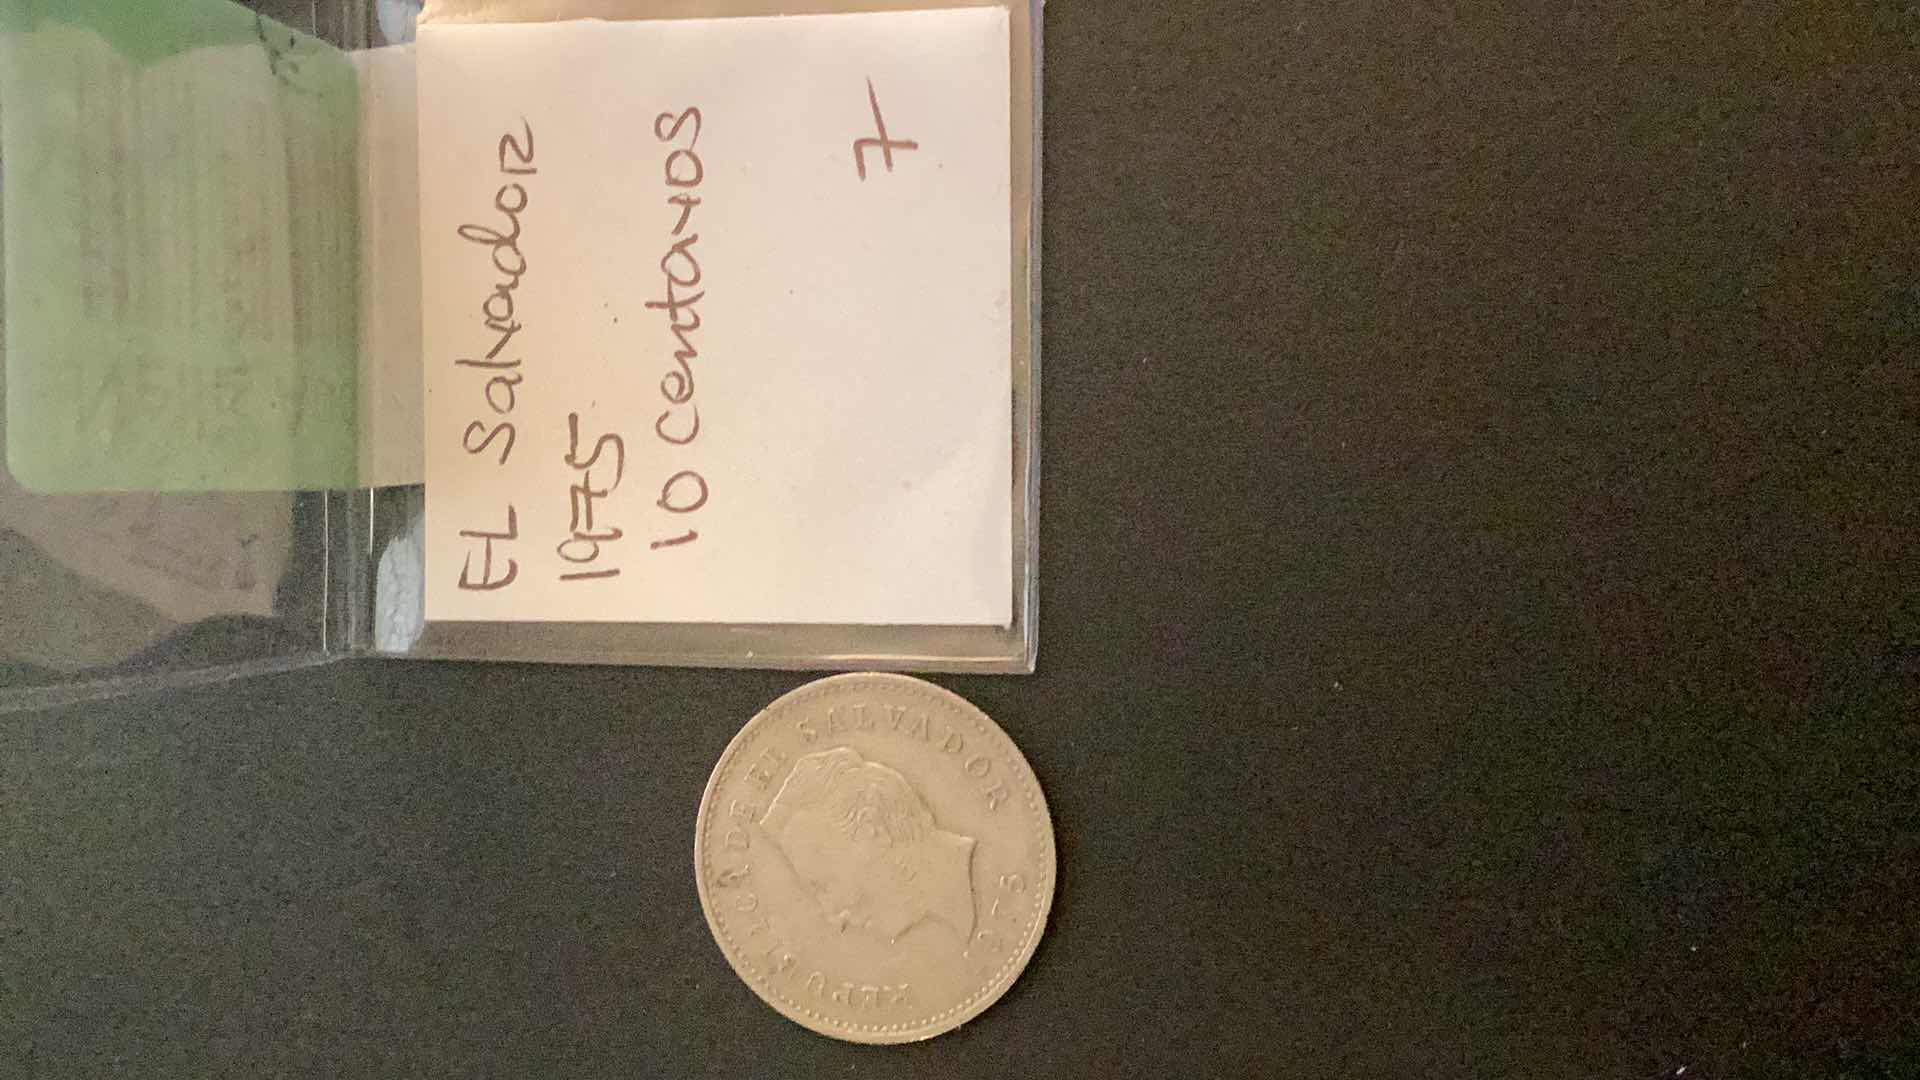 EL Salvador
1975
10 centavos
7
REPUBLICA DE EL SALVADOR
1975